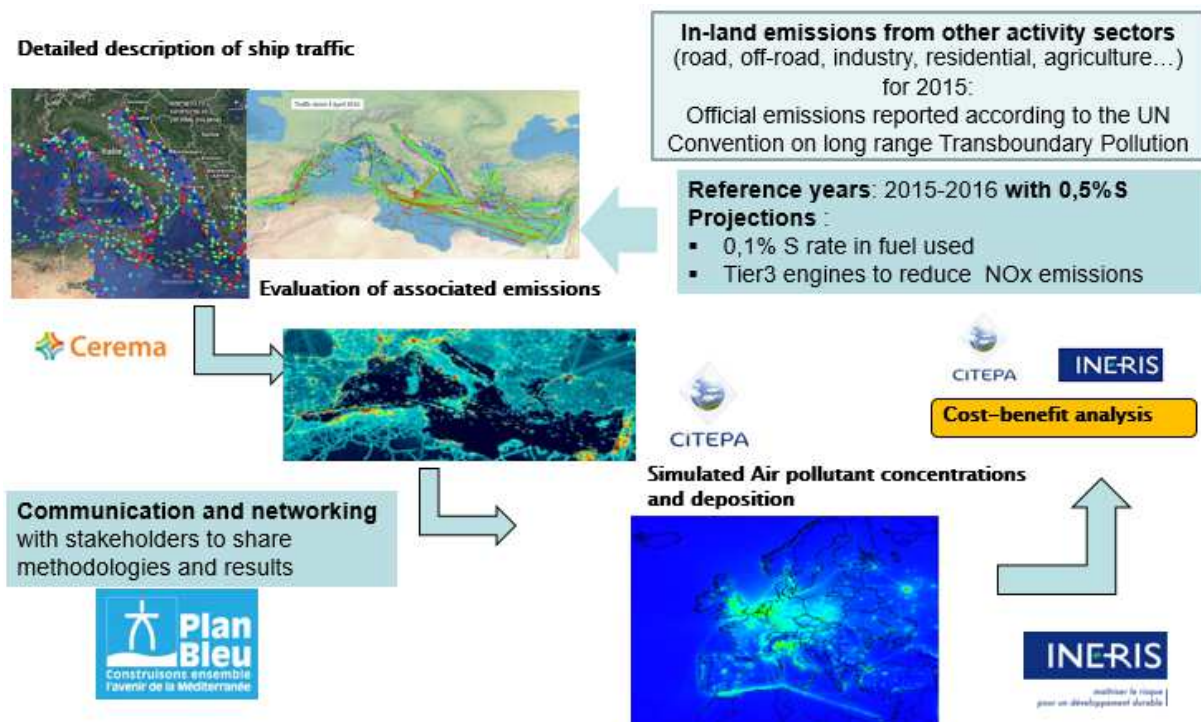 Detailed description of ship traffic
In-land emissions from other activity sectors
(road, off-road, industry, residential, agriculture…)
for 2015:
Official emissions reported according to the UN
Convention on long range Transboundary Pollution
Reference years: 2015-2016 with 0,5%S
Projections :
▪ 0,1% S rate in fuel used
▪ Tier3 engines to reduce NOx emissions
Evaluation of associated emissions
Cerema
CiTEPA
CiTEPA
INERIS
Cost-benefit analysis
Simulated Air pollutant concentrations
and deposition
Communication and networking
with stakeholders to share
methodologies and results
Plan
Bleu
Construisons ensemble
l'avenir de la Méditerranée
INERIS
maîtriser le risque
pour un développement durable